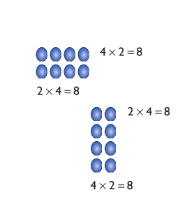 4 × 2 = 8
2 × 4 = 8
2 × 4 = 8
4 × 2 = 8